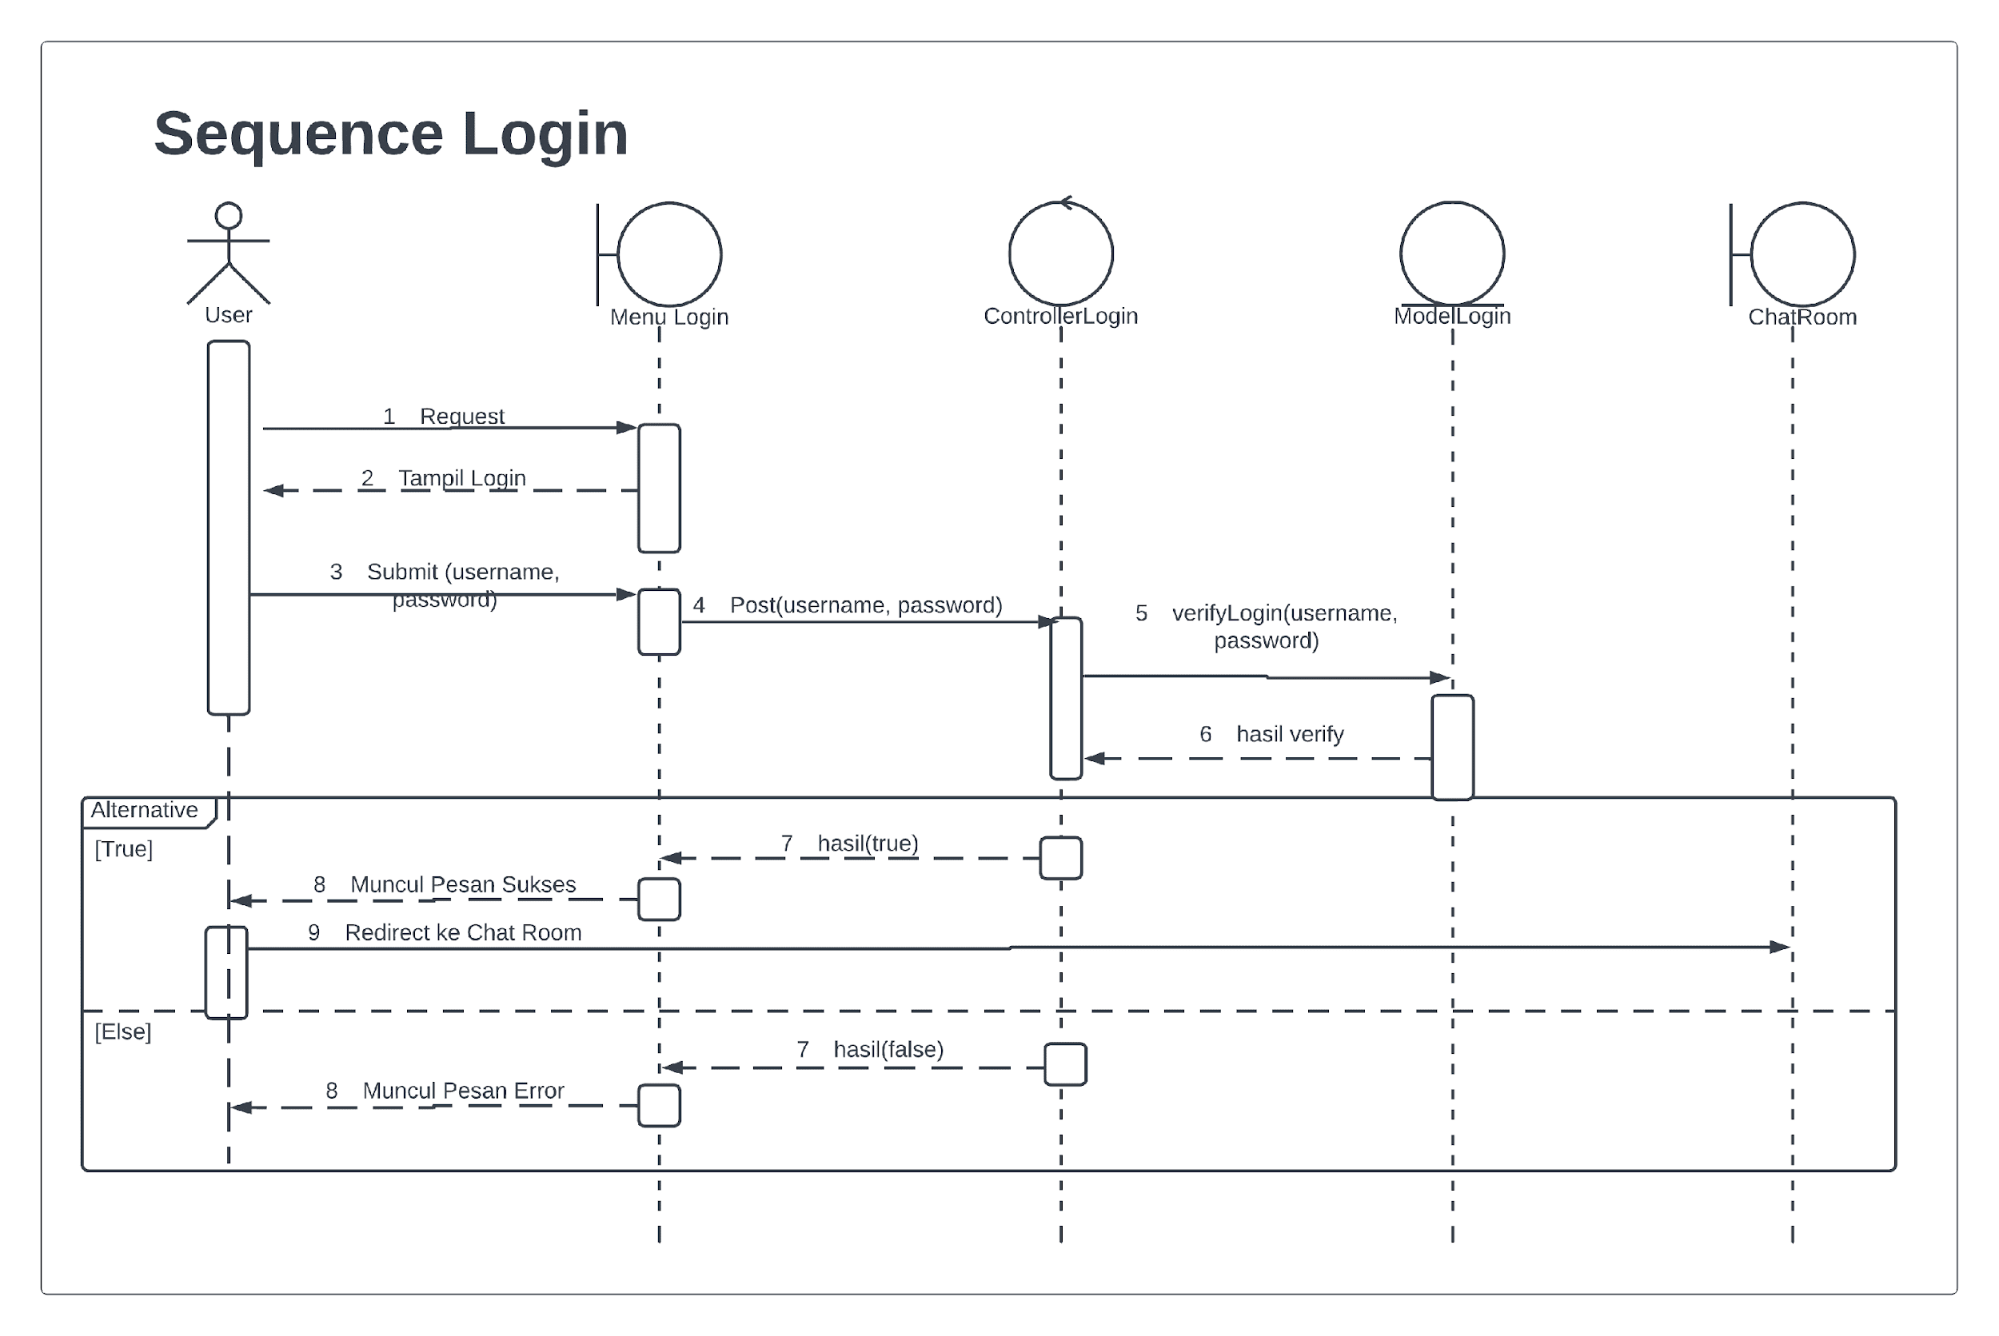 Sequence Login
User
Menu Login
ControllerLogin
ModelLogin
ChatRoom
1 Request
2 Tampil Login
3 Submit (username,
password)
4 Post(username, password)
5 verifyLogin(username,
password)
6 hasil verify
Alternative
[True]
7 hasil(true)
8 Muncul Pesan Sukses
9 Redirect ke Chat Room
[Else]
7 hasil(false)
8 Muncul Pesan Error